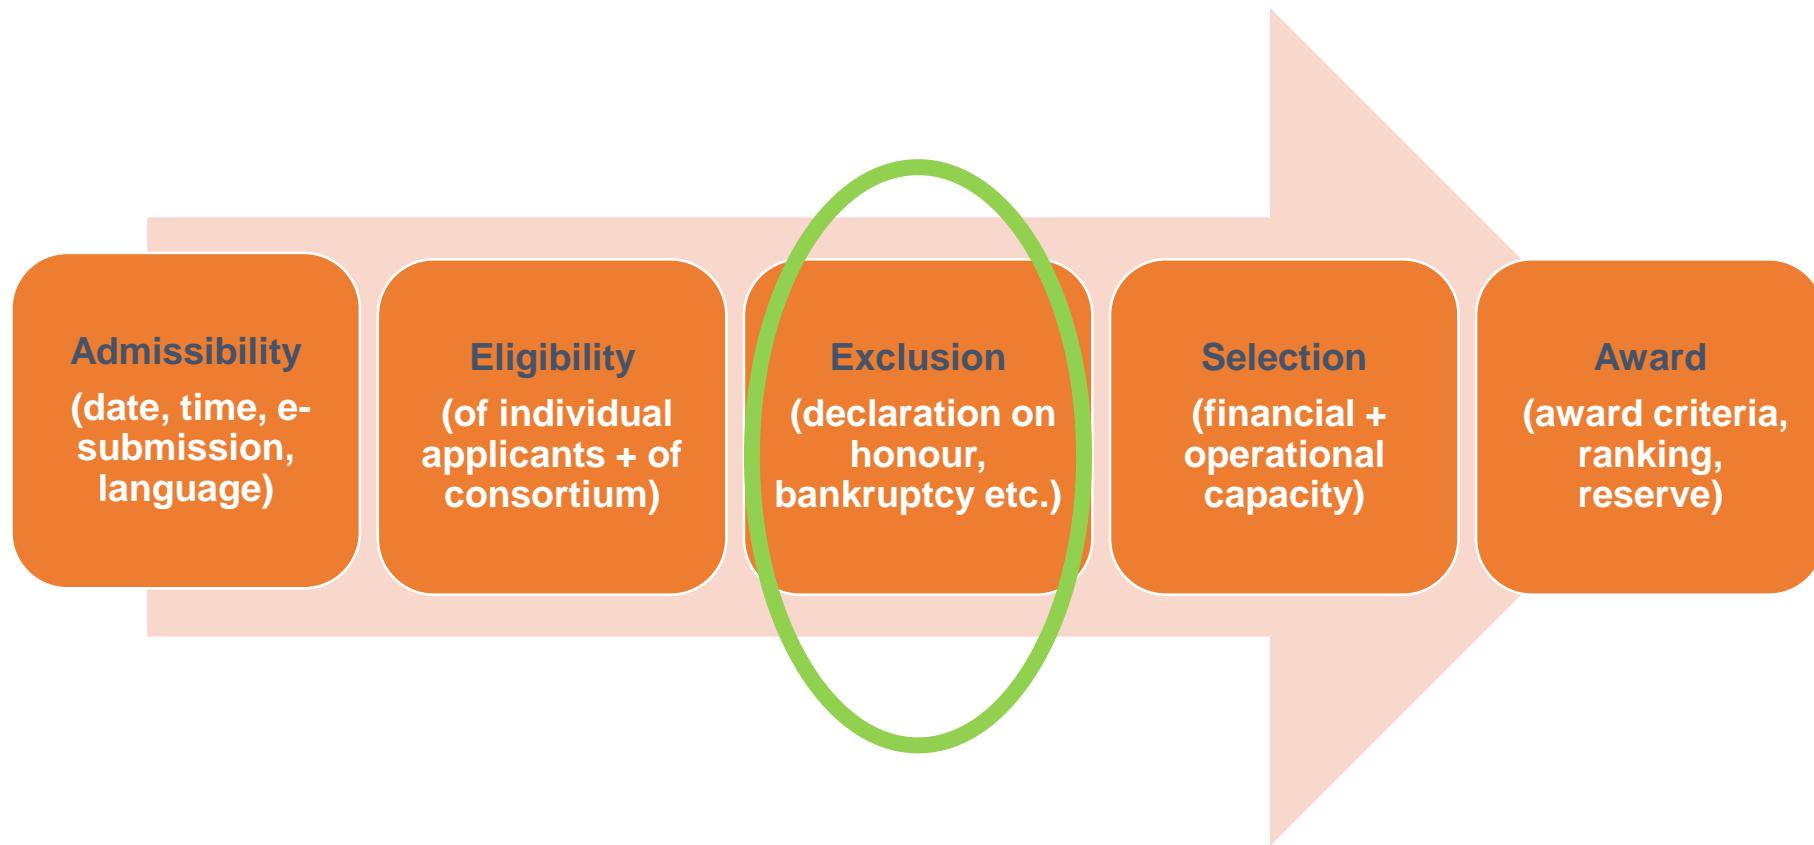 Admissibility
(date, time, e-
submission,
language)
Eligibility
(of individual
applicants + of
consortium)
Exclusion
(declaration on
honour,
bankruptcy etc.)
Selection
(financial +
operational
capacity)
Award
(award criteria,
ranking,
reserve)